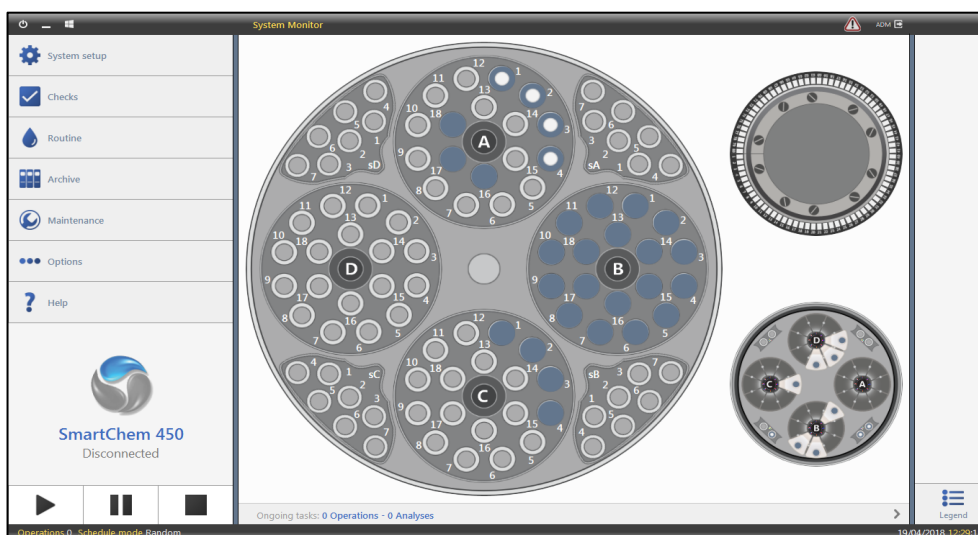 System Monitor
ADM
System setup
Checks
Routine
Archive
Maintenance
Options
Help
SmartChem 450
Disconnected
12
11 1
10 13 2
18 14 3
A
9 17 4
8 16 15
7 6 5
7
4 5 6
6 1 2 3
7 3 2 sD
sA 1 4
12
11 13 1
10 18 2
14 3
D
9 17 15 4
8 16 5
7 6
12
11 13 1
10 18 2
14 3
B
9 17 15 4
8 16 5
7 6
12
11 13 1
10 18 2
14 3
C
9 17 15 4
8 16 5
7 6
4 1 sC
5 2 3
6 7
sB 3 7
1 2 6
4 5
D
C A
B
Ongoing tasks: 0 Operations - 0 Analyses
Legend
Operations 0 Schedule mode Random
19/04/2018 12:29:1